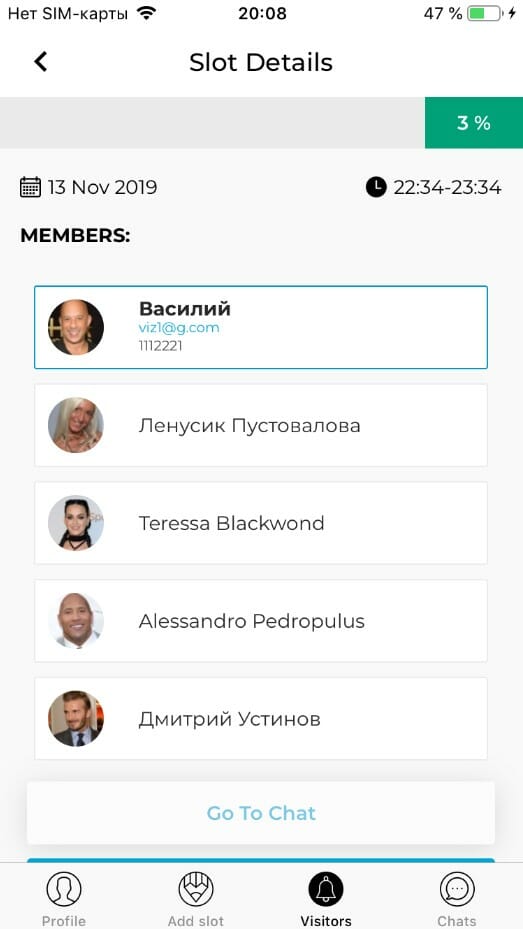 Нет SIM-карты 20:08 47 %
Slot Details
3 %
13 Nov 2019 22:34-23:34
MEMBERS:
Василий
viz1@g.com
1112221
Ленусик Пустовалова
Teressa Blackwond
Alessandro Pedropulus
Дмитрий Устинов
Go To Chat
Profile Add slot Visitors Chats